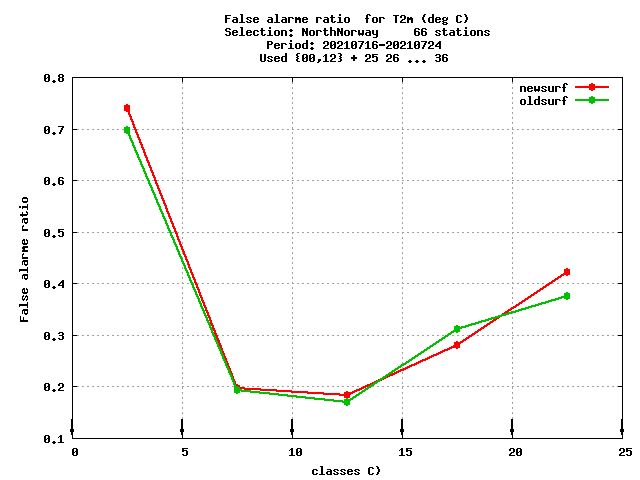 False alarme ratio  for T2m (deg C)
Selection: NorthNorway     66 stations
Period: 20210716-20210724
Used {00,12} + 25 26 ... 36
newsurf
oldsurf
0.8
0.7
0.6
0.5
0.4
0.3
0.2
0.1
False alarme ratio
0 5 10 15 20 25
classes C)